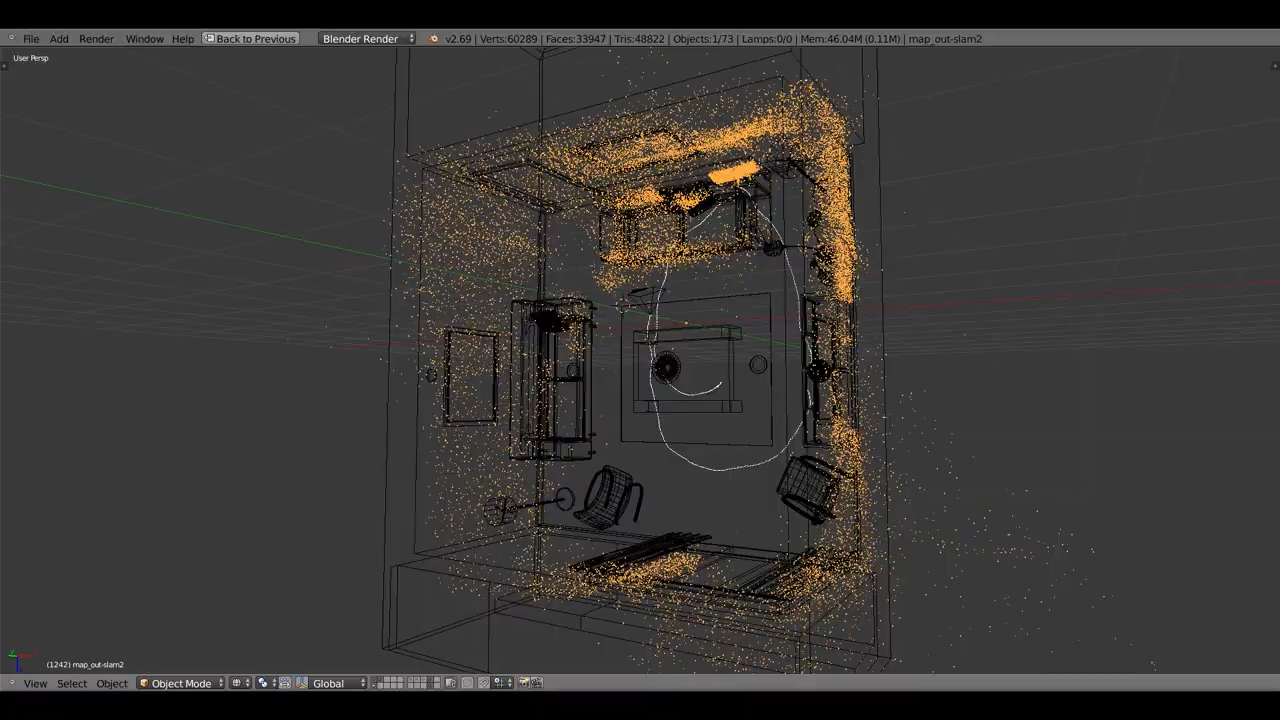 File Add Render Window Help Back to Previous Blender Render v2.69 | Verts:60289 | Faces:33947 | Tris:48822 | Objects:1/73 | Lamps:0/0 | Mem:46.04M (0.11M) | map_out-slam2
User Persp
(1242) map_out-slam2
View Select Object Object Mode Global